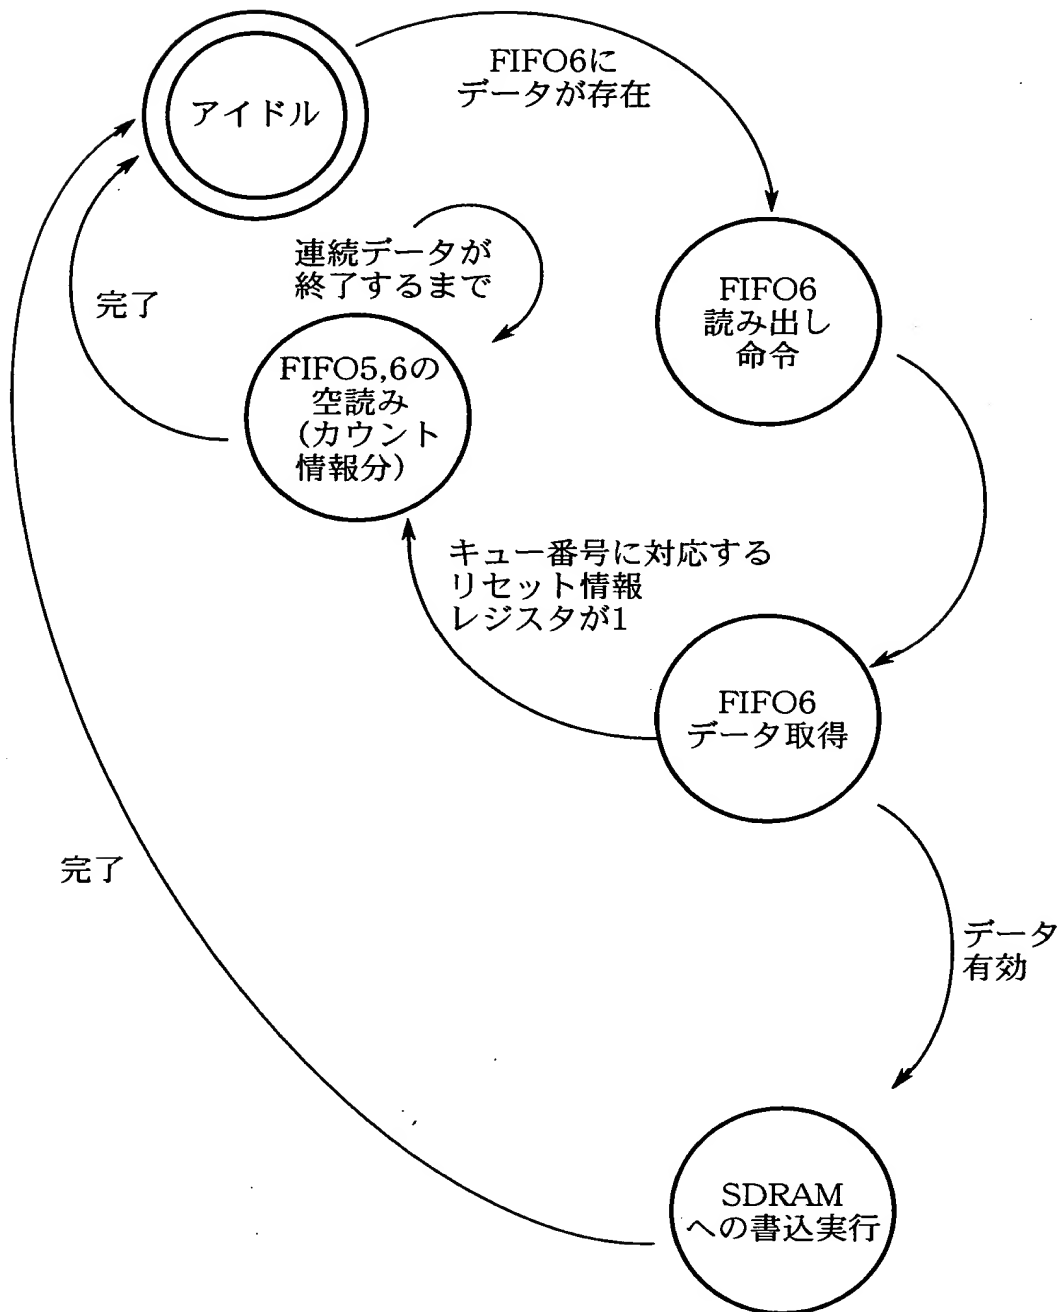 アイドル
FIFO6に
データが存在
連続データが
終了するまで
完了
FIFO6
読み出し
命令
FIFO5,6の
空読み
（カウント
情報分）
キュー番号に対応する
リセット情報
レジスタが1
FIFO6
データ取得
完了
データ
有効
SDRAM
への書込実行